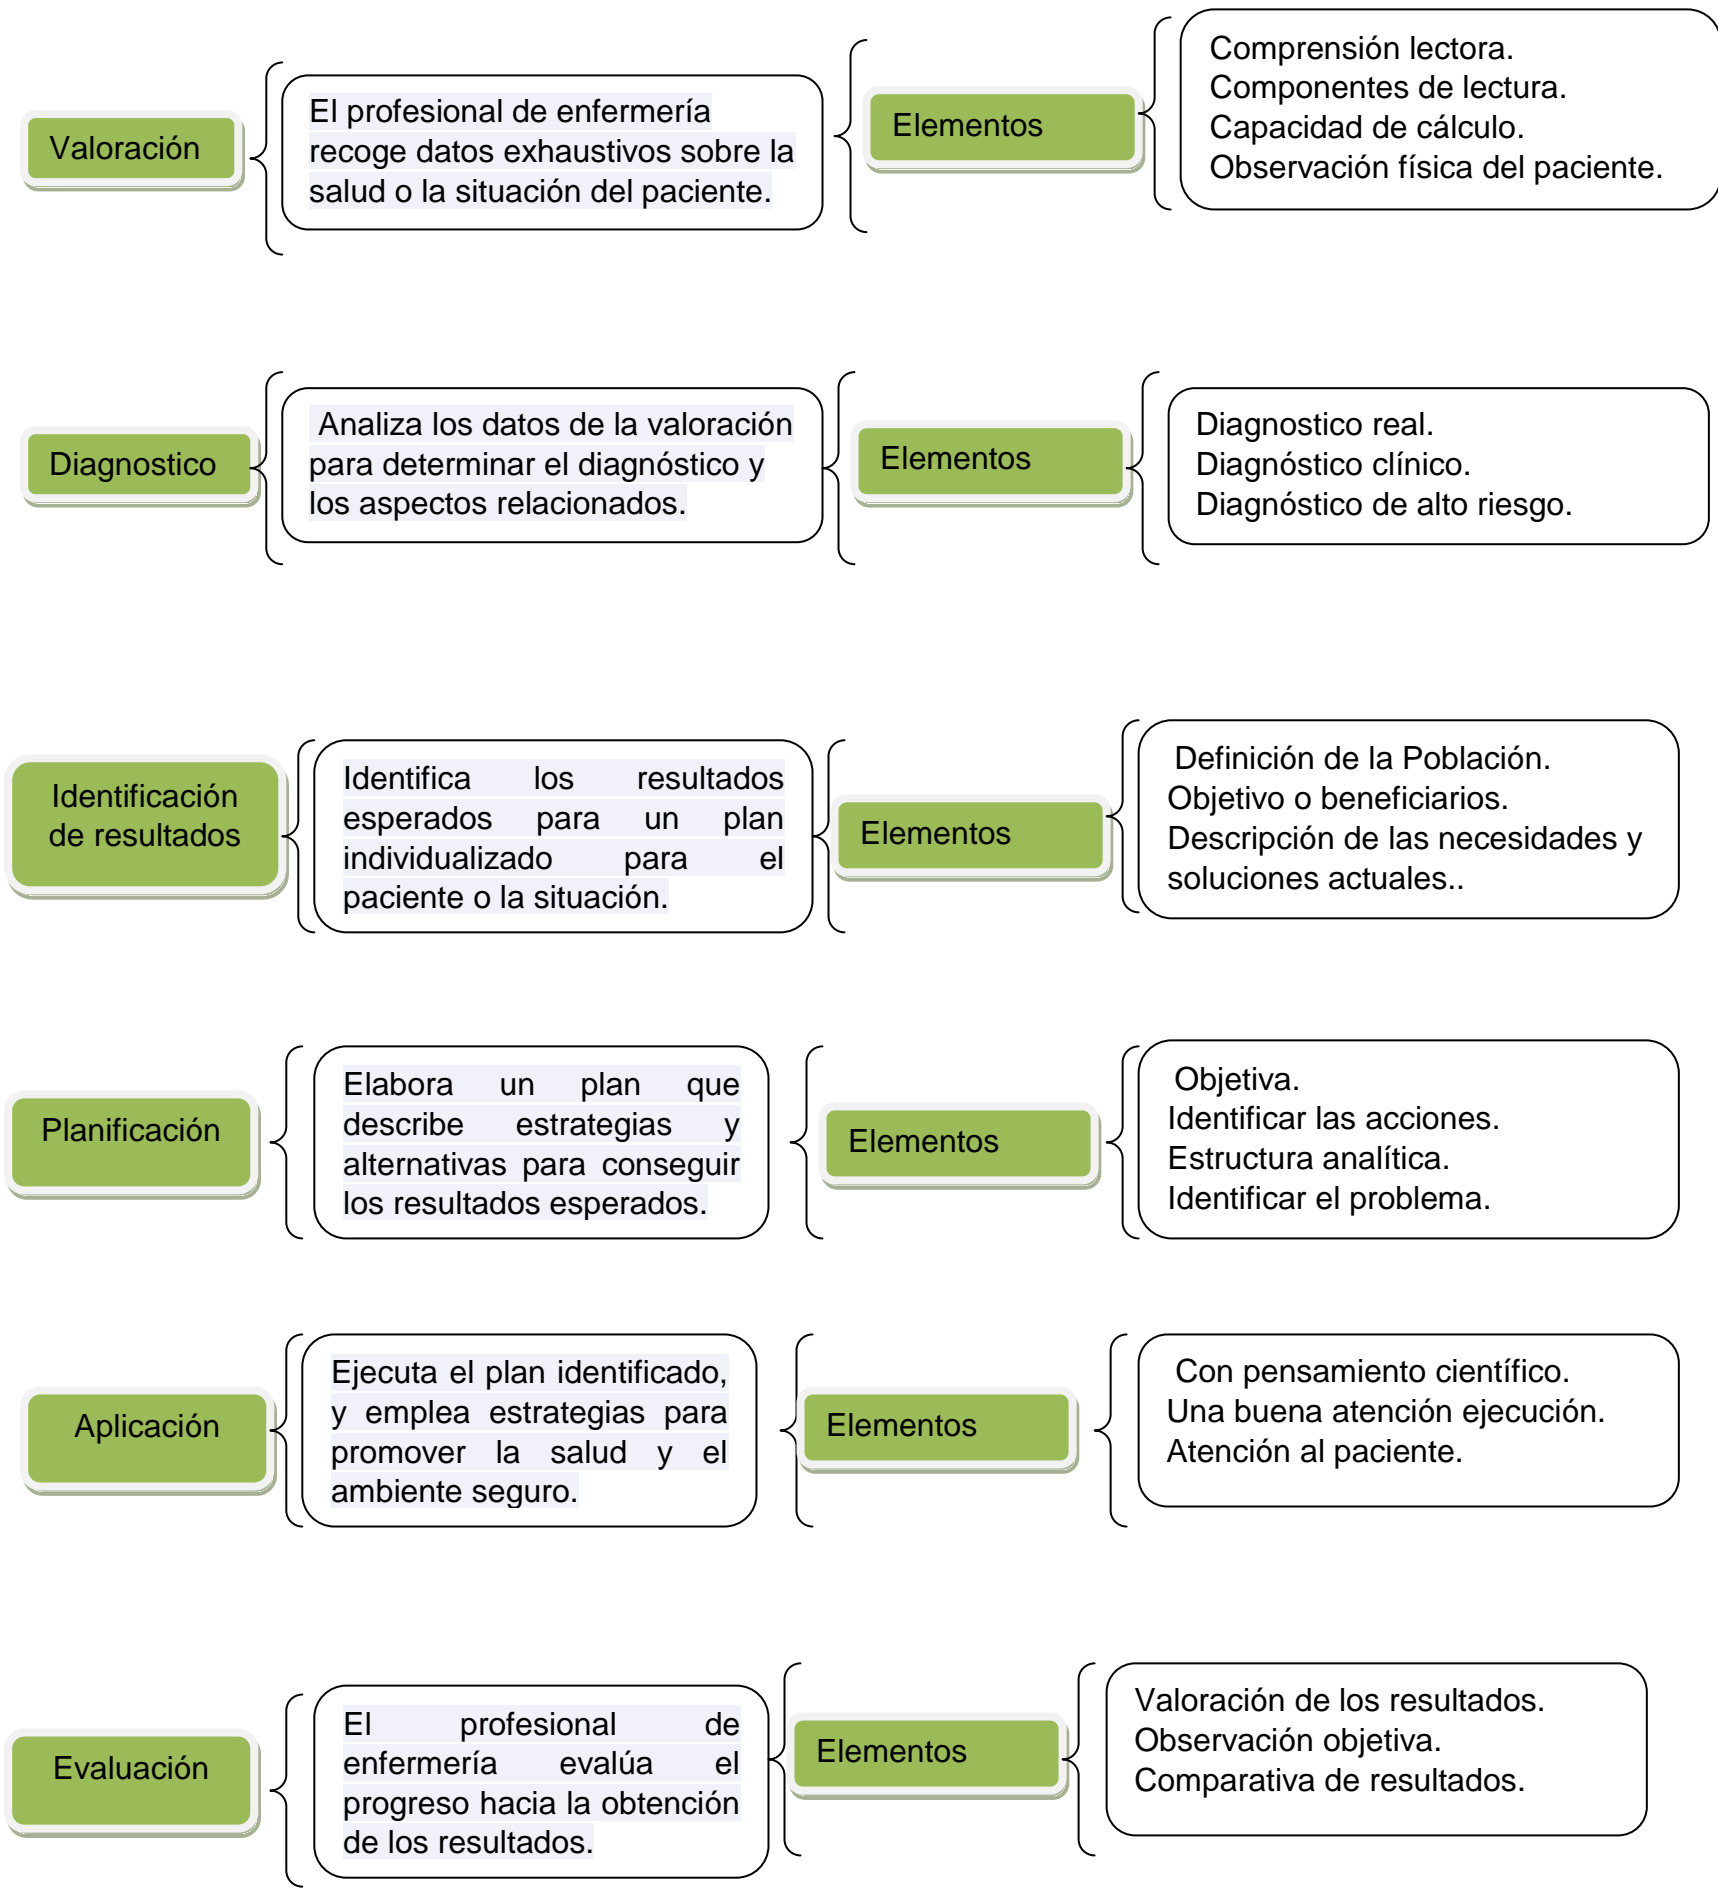 Valoración
El profesional de enfermería
recoge datos exhaustivos sobre la
salud o la situación del paciente.
Elementos
Comprensión lectora.
Componentes de lectura.
Capacidad de cálculo.
Observación física del paciente.
Diagnostico
Analiza los datos de la valoración
para determinar el diagnóstico y
los aspectos relacionados.
Elementos
Diagnostico real.
Diagnóstico clínico.
Diagnóstico de alto riesgo.
Identificación
de resultados
Identifica los resultados
esperados para un plan
individualizado para el
paciente o la situación.
Elementos
Definición de la Población.
Objetivo o beneficiarios.
Descripción de las necesidades y
soluciones actuales..
Planificación
Elabora un plan que
describe estrategias y
alternativas para conseguir
los resultados esperados.
Elementos
Objetiva.
Identificar las acciones.
Estructura analítica.
Identificar el problema.
Aplicación
Ejecuta el plan identificado,
y emplea estrategias para
promover la salud y el
ambiente seguro.
Elementos
Con pensamiento científico.
Una buena atención ejecución.
Atención al paciente.
Evaluación
El profesional de
enfermería evalúa el
progreso hacia la obtención
de los resultados.
Elementos
Valoración de los resultados.
Observación objetiva.
Comparativa de resultados.